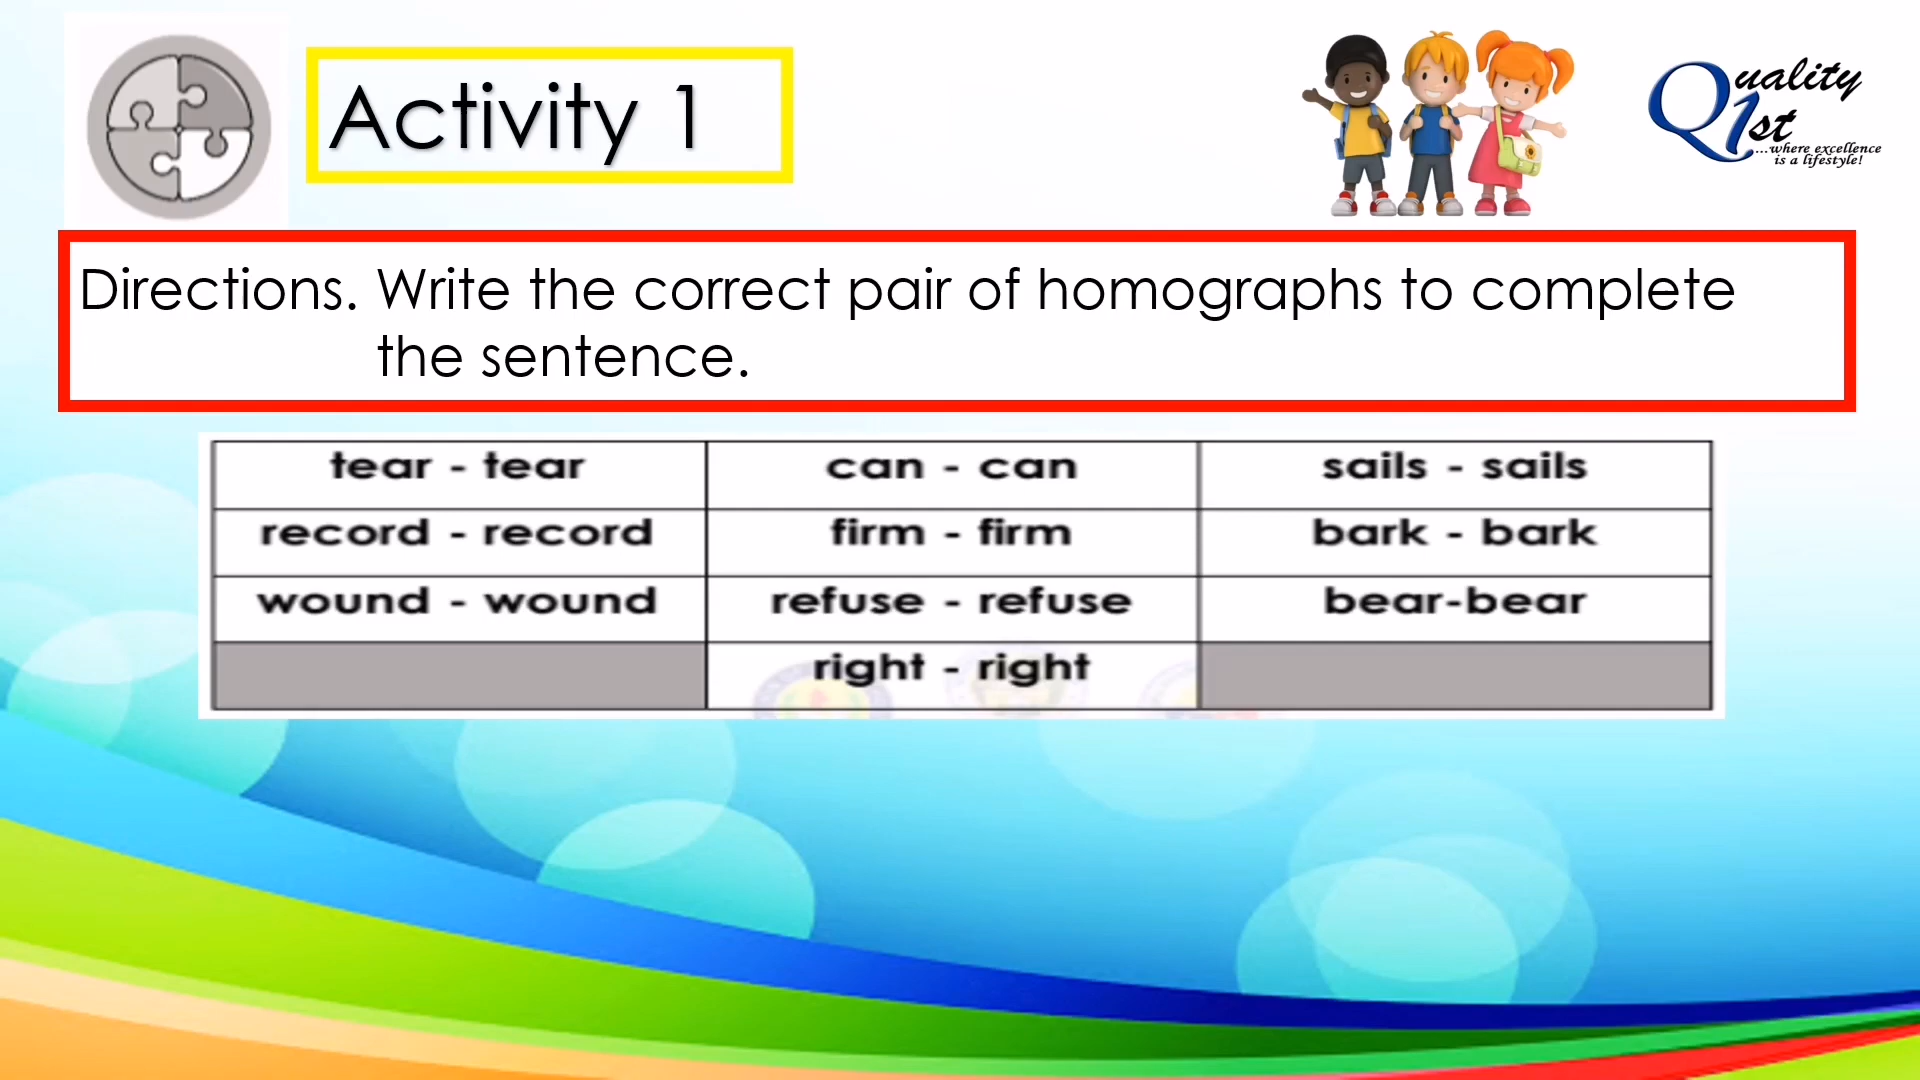 Activity 1
Quality
1st
...where excellence
is a lifestyle!
Directions. Write the correct pair of homographs to complete
the sentence.
tear - tear can - can sails - sails
record - record firm - firm bark - bark
wound - wound refuse - refuse bear-bear
right - right